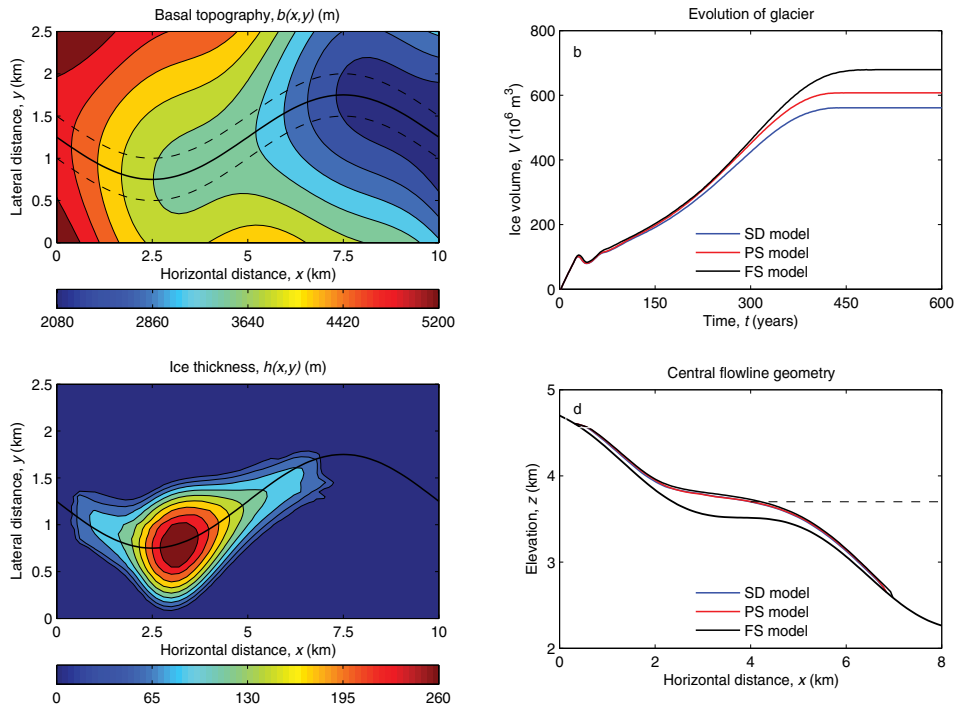 Basal topography, b(x,y) (m)
2.5
2
1.5
1
0.5
0
Lateral distance, y (km)
0 2.5 5 7.5 10
Horizontal distance, x (km)
2080 2860 3640 4420 5200
Evolution of glacier
b
800
600
400
200
0
Ice volume, V (10⁶ m³)
SD model
PS model
FS model
0 150 300 450 600
Time, t (years)
Ice thickness, h(x,y) (m)
2.5
2
1.5
1
0.5
0
Lateral distance, y (km)
0 2.5 5 7.5 10
Horizontal distance, x (km)
0 65 130 195 260
Central flowline geometry
d
5
4
3
2
Elevation, z (km)
SD model
PS model
FS model
0 2 4 6 8
Horizontal distance, x (km)